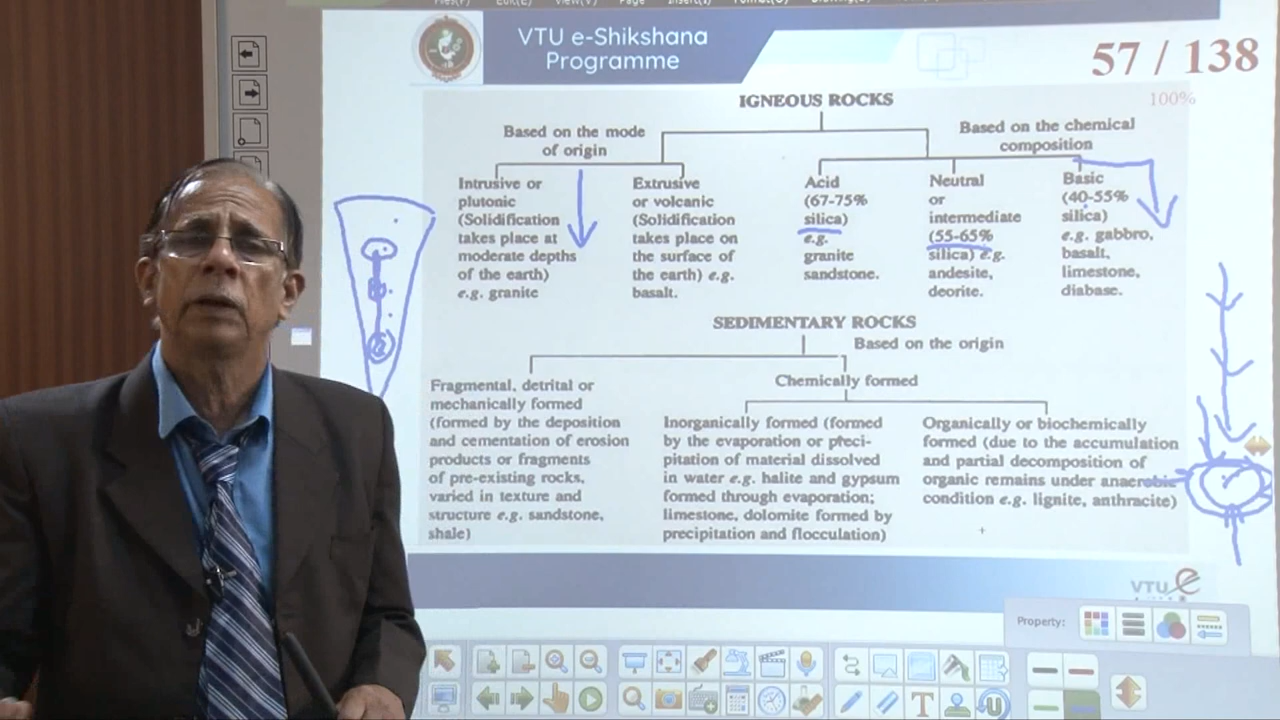 File(F) Edit(E) View(V) Page Insert(I) Format(O) Drawing(D)
VTU e-Shikshana
Programme
57 / 138
100%
IGNEOUS ROCKS
Based on the mode
of origin
Based on the chemical
composition
Intrusive or
plutonic
(Solidification
takes place at
moderate depths
of the earth)
e.g. granite
Extrusive
or volcanic
(Solidification
takes place on
the surface of
the earth) e.g.
basalt.
Acid
(67-75%
silica)
e.g.
granite
sandstone.
Neutral
or
intermediate
(55-65%
silica) e.g.
andesite,
deorite.
Basic
(40-55%
silica)
e.g. gabbro,
basalt,
limestone,
diabase.
SEDIMENTARY ROCKS
Based on the origin
Fragmental, detrital or
mechanically formed
(formed by the deposition
and cementation of erosion
products or fragments
of pre-existing rocks,
varied in texture and
structure e.g. sandstone,
shale)
Chemically formed
Inorganically formed (formed
by the evaporation or preci-
pitation of material dissolved
in water e.g. halite and gypsum
formed through evaporation;
limestone, dolomite formed by
precipitation and flocculation)
Organically or biochemically
formed (due to the accumulation
and partial decomposition of
organic remains under anaerobic
condition e.g. lignite, anthracite)
VTU e
Property: